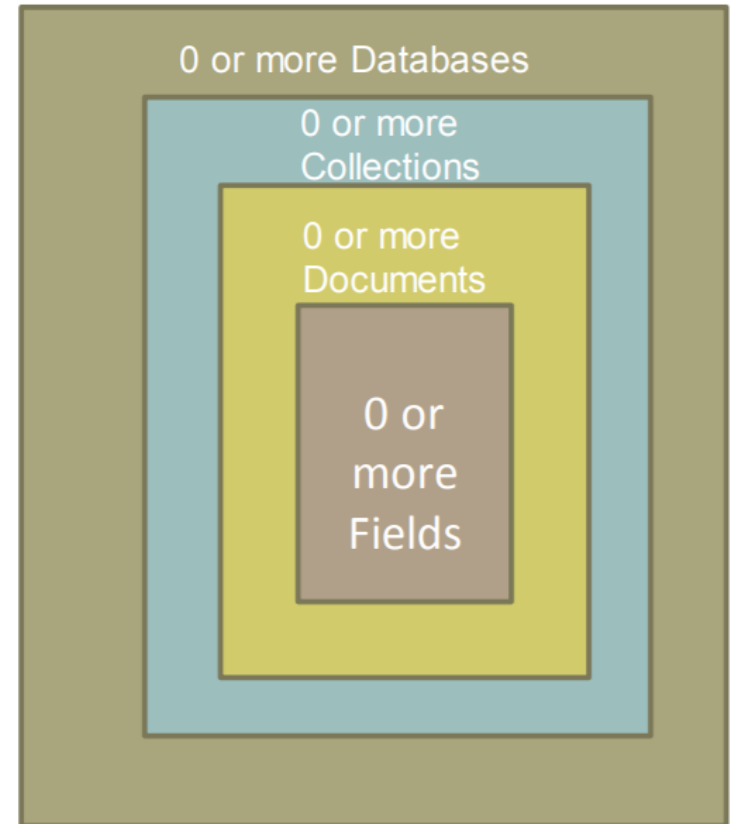 0 or more Databases
0 or more
Collections
0 or more
Documents
0 or
more
Fields